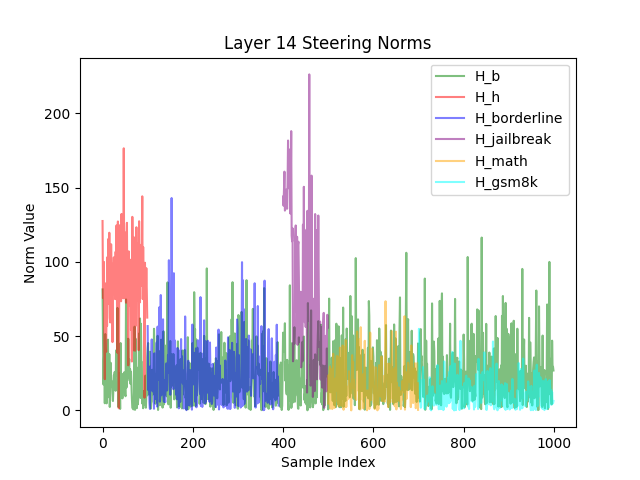 Layer 14 Steering Norms
H_b
H_h
H_borderline
H_jailbreak
H_math
H_gsm8k
Norm Value
200
150
100
50
0
0 200 400 600 800 1000
Sample Index